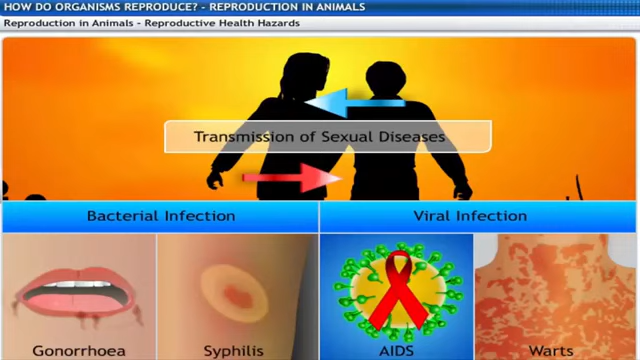 HOW DO ORGANISMS REPRODUCE? - REPRODUCTION IN ANIMALS
Reproduction in Animals - Reproductive Health Hazards
Transmission of Sexual Diseases
Bacterial Infection
Viral Infection
Gonorrhoea
Syphilis
AIDS
Warts